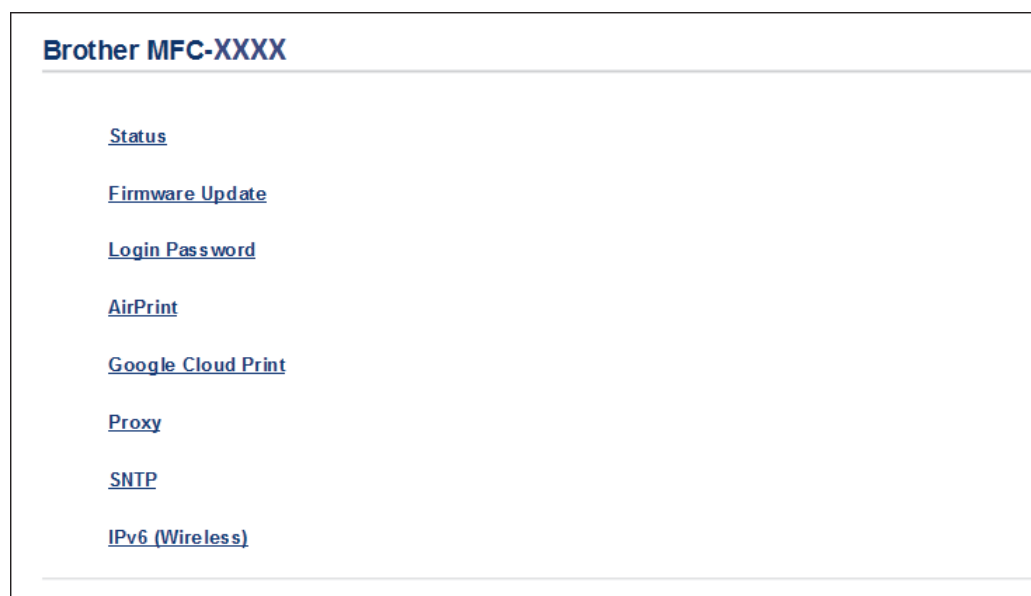 Brother MFC-XXXX
Status
Firmware Update
Login Password
AirPrint
Google Cloud Print
Proxy
SNTP
IPv6 (Wireless)